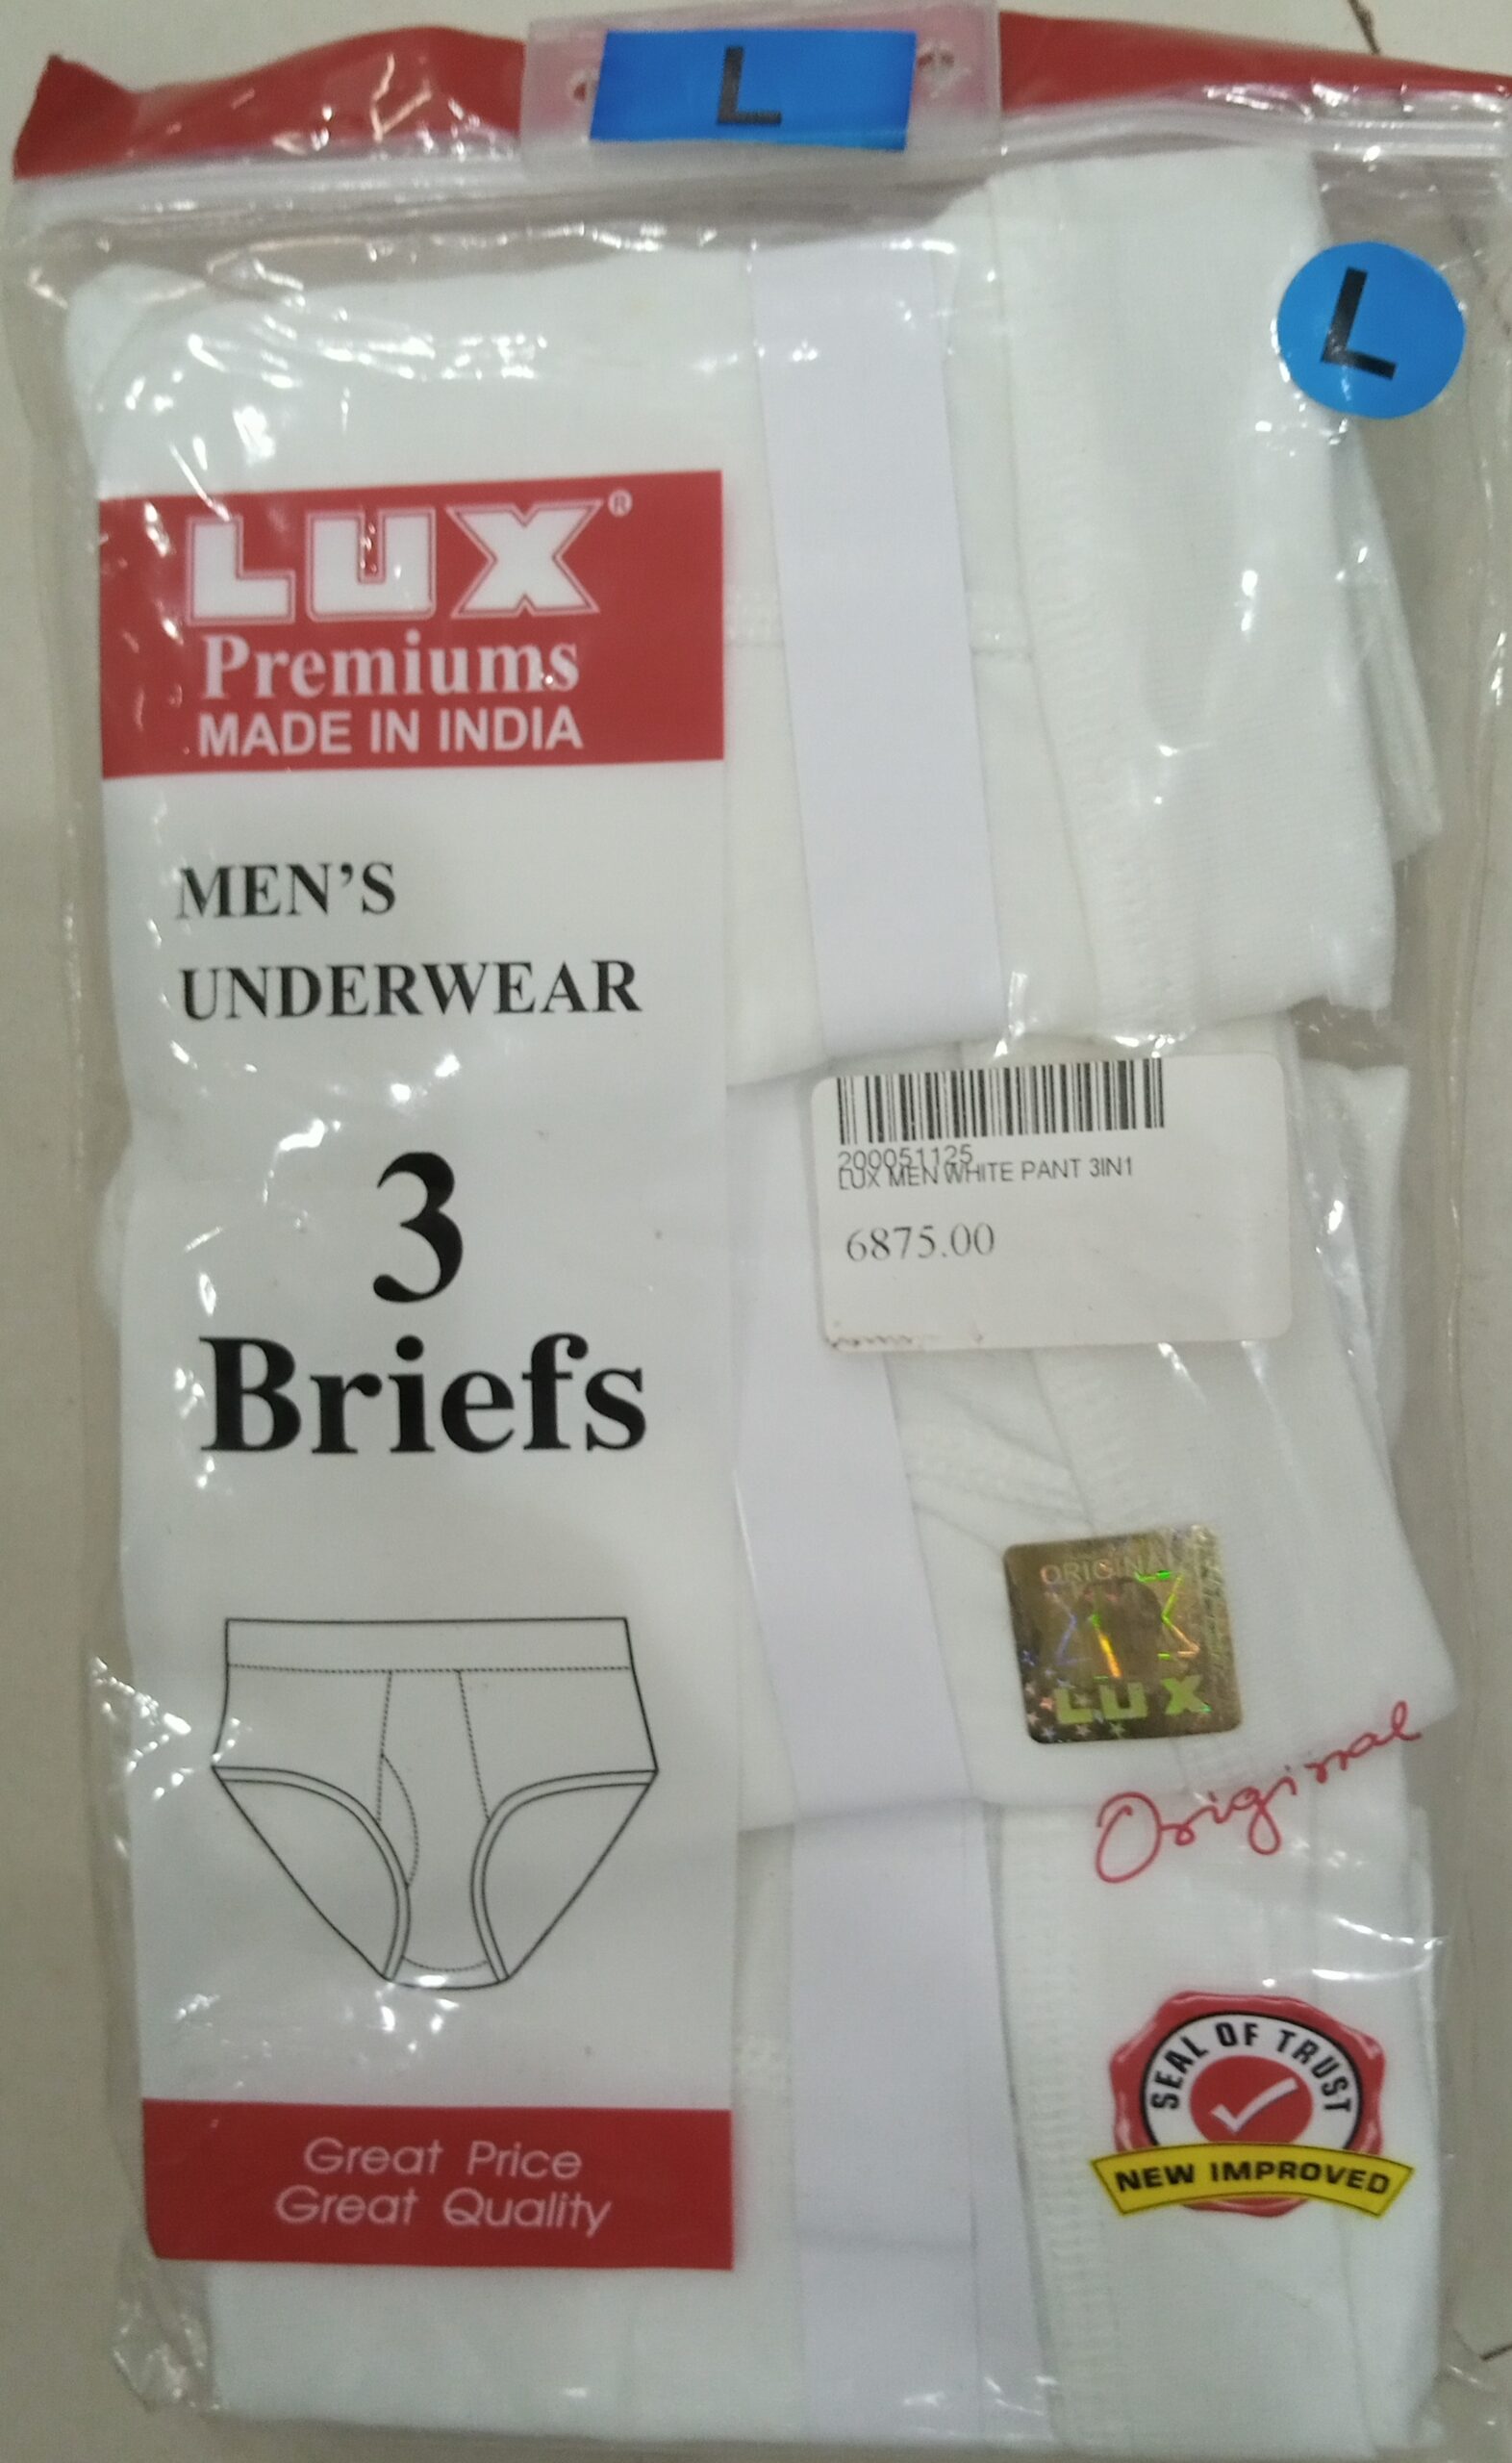 L
L
LUX®
Premiums
MADE IN INDIA
MEN'S
UNDERWEAR
3
Briefs
200051125
LUX MEN WHITE PANT 3IN1
6875.00
ORIGINAL
LUX
Original
SEAL OF TRUST
NEW IMPROVED
Great Price
Great Quality